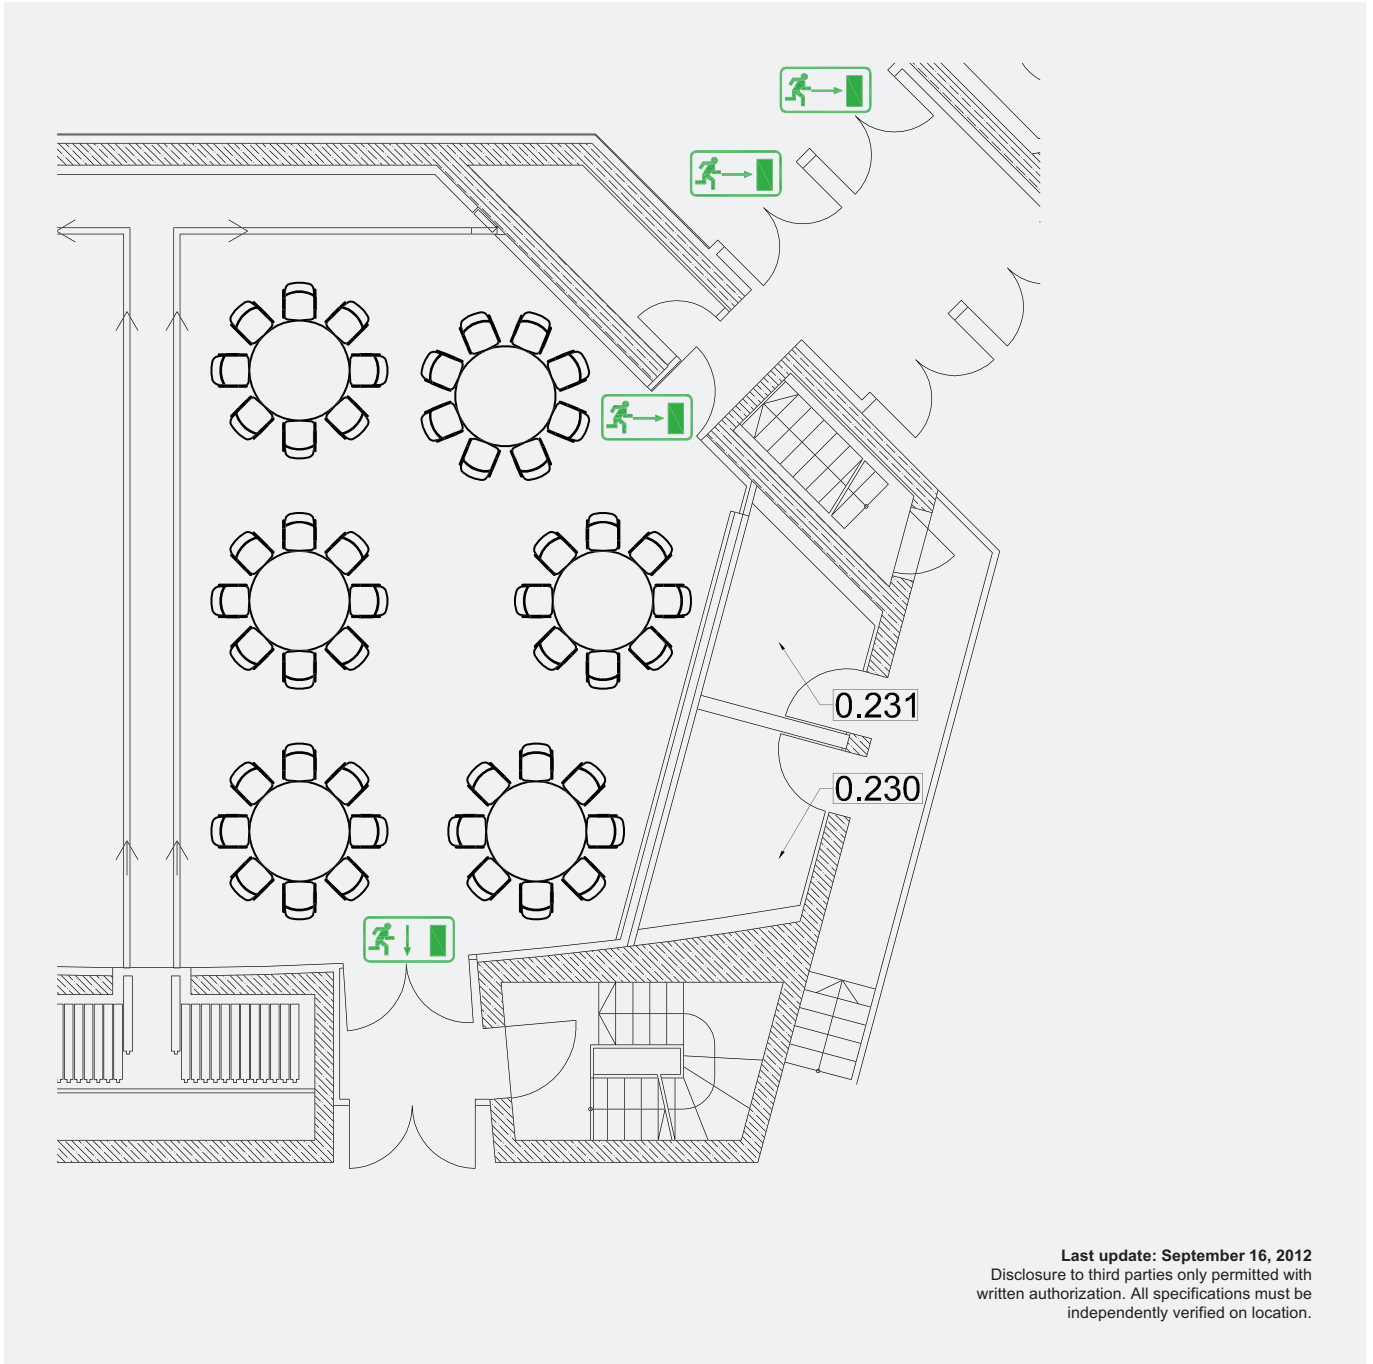 0.231
0.230
Last update: September 16, 2012
Disclosure to third parties only permitted with
written authorization. All specifications must be
independently verified on location.